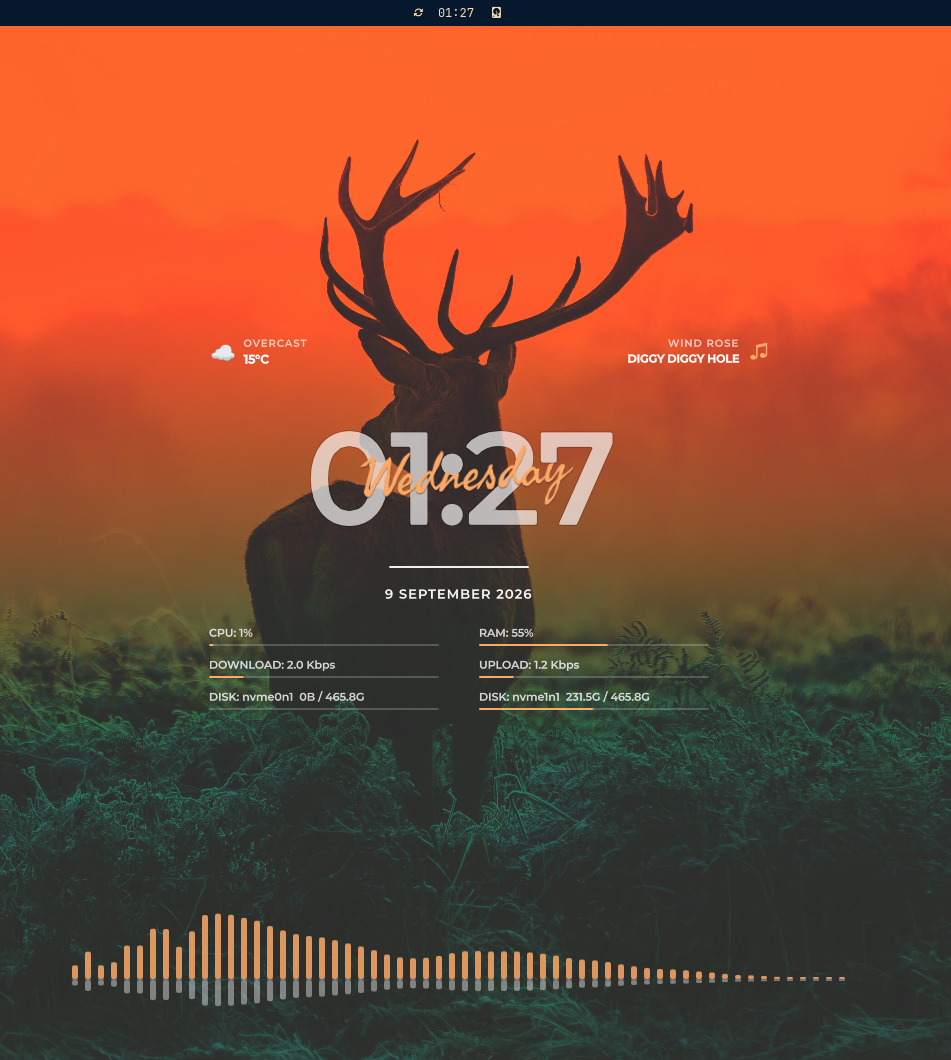 01:27
OVERCAST
15°C
WIND ROSE
DIGGY DIGGY HOLE
01:27
Wednesday
9 SEPTEMBER 2026
CPU: 1%
RAM: 55%
DOWNLOAD: 2.0 Kbps
UPLOAD: 1.2 Kbps
DISK: nvme0n1 0B / 465.8G
DISK: nvme1n1 231.5G / 465.8G